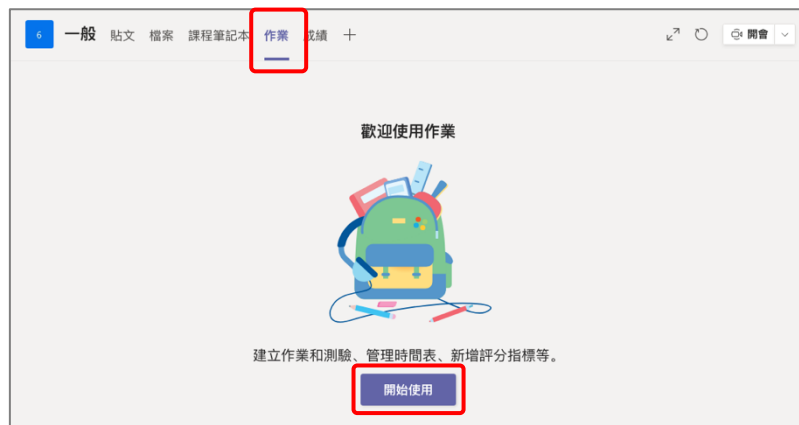 6 一般 貼文 檔案 課程筆記本 作業 成績 開會
歡迎使用作業
建立作業和測驗、管理時間表、新增評分指標等。
開始使用